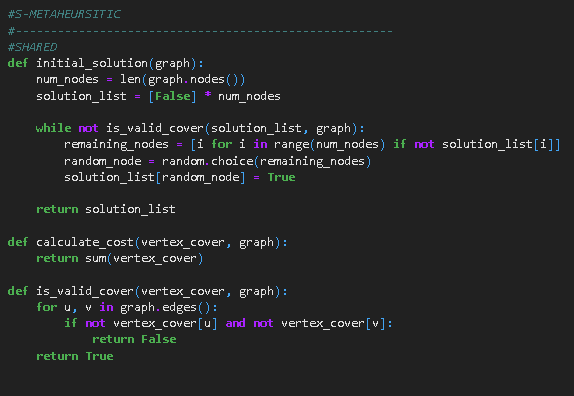 #S-METAHEURSITIC
#------------------------------------------------------
#SHARED
def initial_solution(graph):
    num_nodes = len(graph.nodes())
    solution_list = [False] * num_nodes

    while not is_valid_cover(solution_list, graph):
        remaining_nodes = [i for i in range(num_nodes) if not solution_list[i]]
        random_node = random.choice(remaining_nodes)
        solution_list[random_node] = True

    return solution_list

def calculate_cost(vertex_cover, graph):
    return sum(vertex_cover)

def is_valid_cover(vertex_cover, graph):
    for u, v in graph.edges():
        if not vertex_cover[u] and not vertex_cover[v]:
            return False
    return True